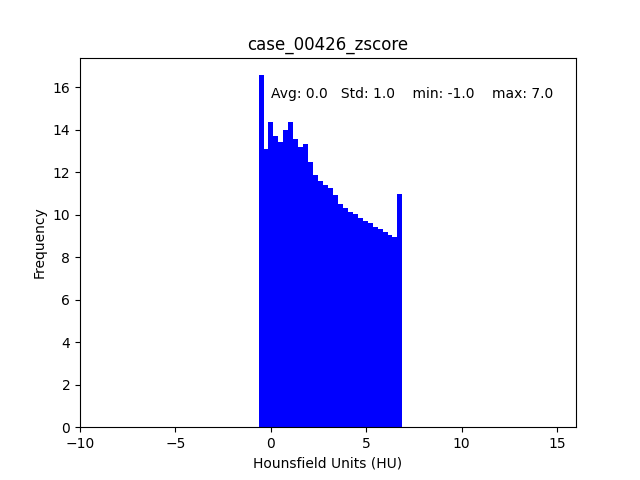 case_00426_zscore
Avg: 0.0 Std: 1.0 min: -1.0 max: 7.0
16
14
12
10
8
6
4
2
0
Frequency
−10 −5 0 5 10 15
Hounsfield Units (HU)